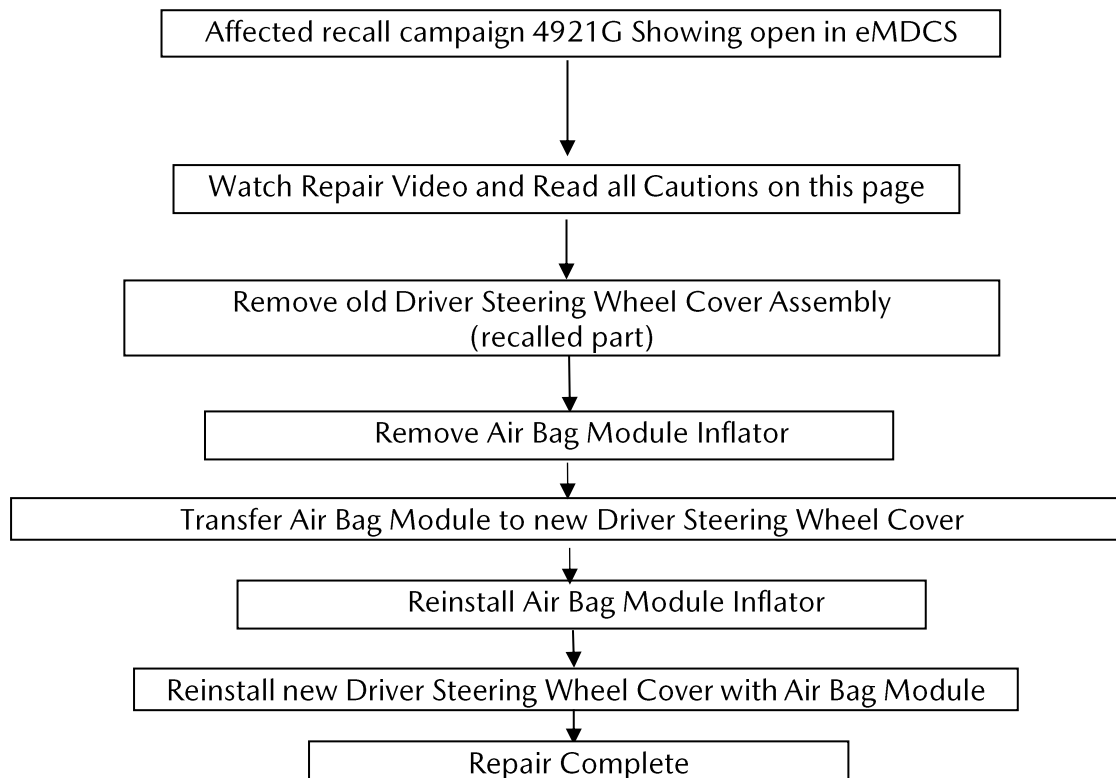 Affected recall campaign 4921G Showing open in eMDCS
Watch Repair Video and Read all Cautions on this page
Remove old Driver Steering Wheel Cover Assembly
(recalled part)
Remove Air Bag Module Inflator
Transfer Air Bag Module to new Driver Steering Wheel Cover
Reinstall Air Bag Module Inflator
Reinstall new Driver Steering Wheel Cover with Air Bag Module
Repair Complete